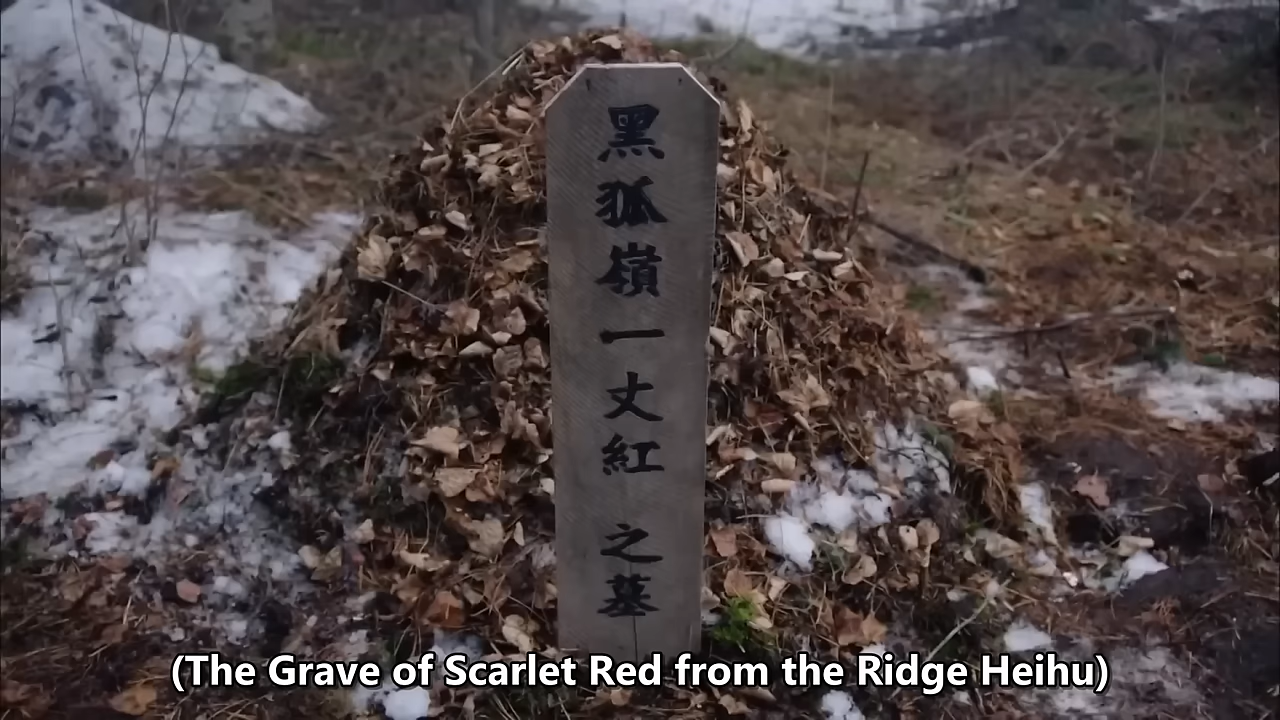 黑狐嶺一丈紅 之墓
(The Grave of Scarlet Red from the Ridge Heihu)